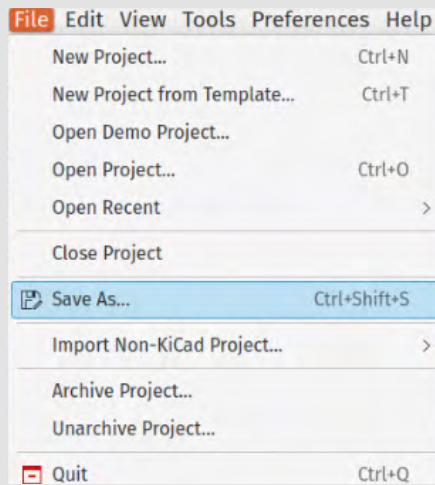 File Edit View Tools Preferences Help
New Project... Ctrl+N
New Project from Template... Ctrl+T
Open Demo Project...
Open Project... Ctrl+O
Open Recent >
Close Project
Save As... Ctrl+Shift+S
Import Non-KiCad Project... >
Archive Project...
Unarchive Project...
Quit Ctrl+Q